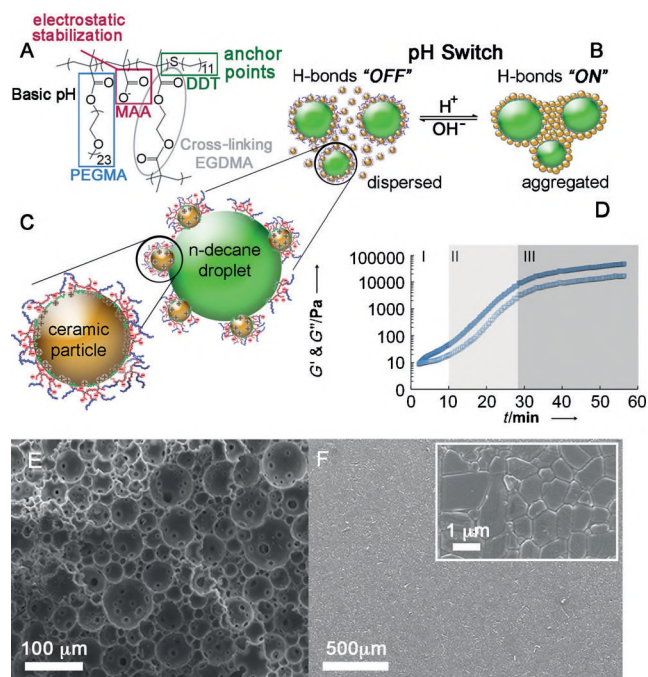 electrostatic
stabilization
A
S
11
anchor
points
DDT
Basic pH
O
O
O
O
O⁻
O
MAA
O
O
O
23
PEGMA
Cross-linking
EGDMA
pH Switch
B
H-bonds "OFF"
H-bonds "ON"
H⁺
OH⁻
dispersed
aggregated
C
n-decane
droplet
ceramic
particle
D
I
II
III
100000
10000
1000
100
10
0
G' & G''/Pa
0
10
20
30
40
50
60
t/min
E
100 µm
F
1 µm
500µm